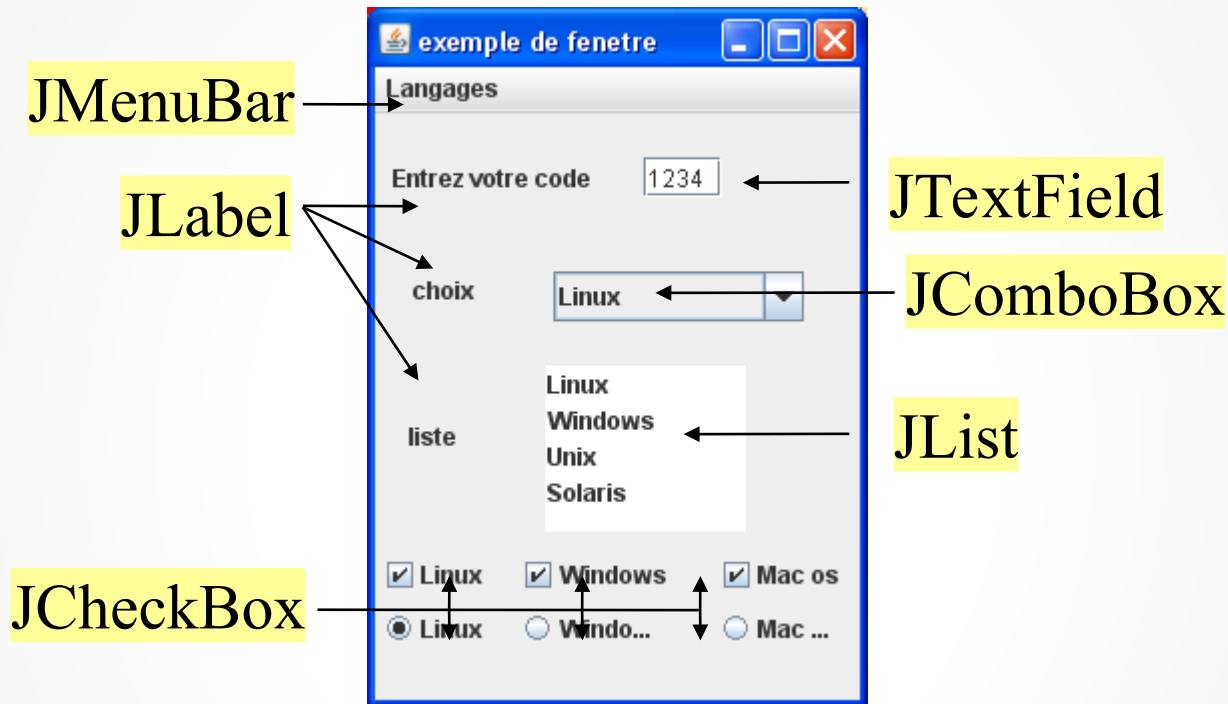 exemple de fenetre
Langages
JMenuBar
Entrez votre code 1234
JTextField
JLabel
choix Linux
JComboBox
Linux
Windows
liste
Unix
Solaris
JList
Linux Windows Mac os
JCheckBox
Linux Windo... Mac ...